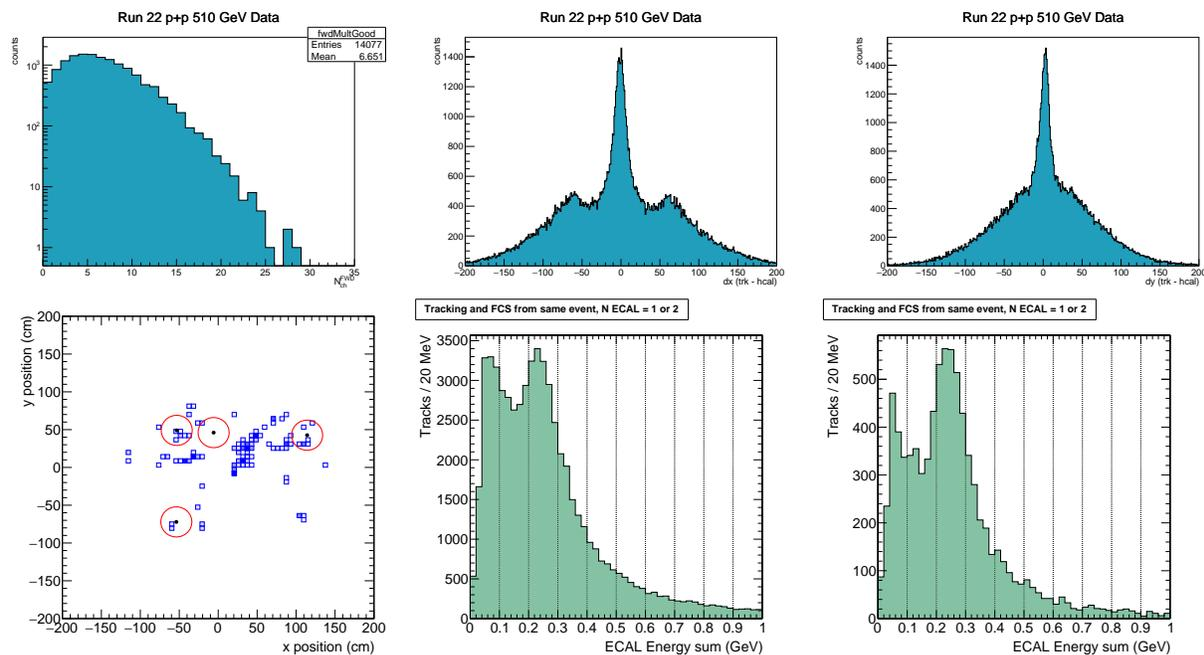 Run 22 p+p 510 GeV Data
fwdMultGood
Entries 14077
Mean 6.651
counts
10³
10²
10
1
0 5 10 15 20 25 30 35
N_ch^FWD
Run 22 p+p 510 GeV Data
counts
1400
1200
1000
800
600
400
200
0
−200 −150 −100 −50 0 50 100 150 200
dx (trk - hcal)
Run 22 p+p 510 GeV Data
counts
1400
1200
1000
800
600
400
200
0
−200 −150 −100 −50 0 50 100 150 200
dy (trk - hcal)
y position (cm)
200
150
100
50
0
−50
−100
−150
−200
−200 −150 −100 −50 0 50 100 150 200
x position (cm)
Tracking and FCS from same event, N ECAL = 1 or 2
Tracks / 20 MeV
3500
3000
2500
2000
1500
1000
500
0
0 0.1 0.2 0.3 0.4 0.5 0.6 0.7 0.8 0.9 1
ECAL Energy sum (GeV)
Tracking and FCS from same event, N ECAL = 1 or 2
Tracks / 20 MeV
500
400
300
200
100
0
0 0.1 0.2 0.3 0.4 0.5 0.6 0.7 0.8 0.9 1
ECAL Energy sum (GeV)